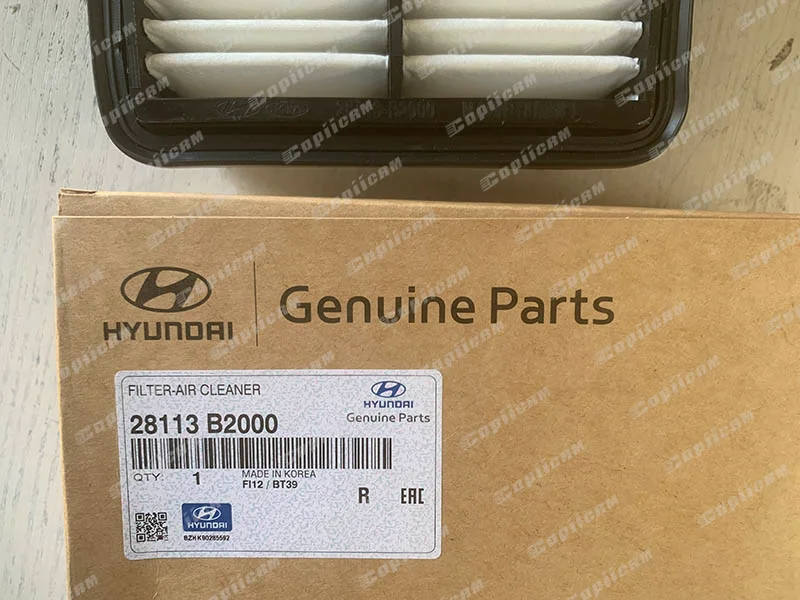 HYUNDAI
Genuine Parts
FILTER-AIR CLEANER
HYUNDAI
Genuine Parts
28113 B2000
QTY: 1
MADE IN KOREA
FI12 / BT39
R EAC
HYUNDAI
BZH K90285592
Copiicam